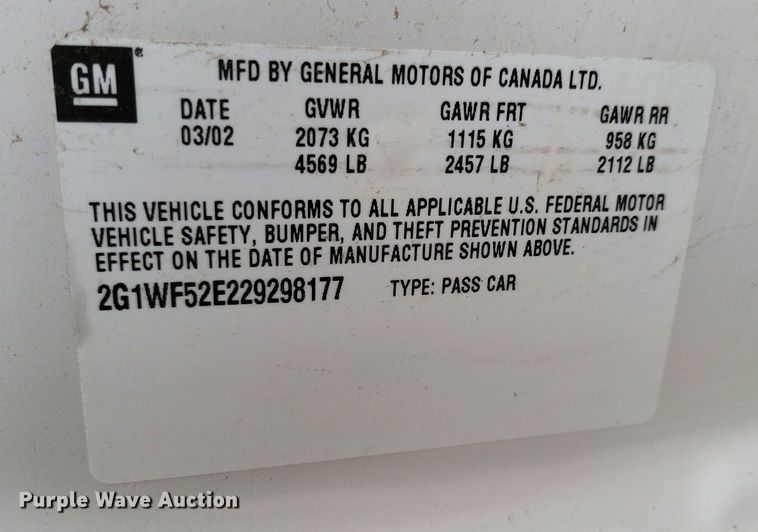 GM ®
MFD BY GENERAL MOTORS OF CANADA LTD.
DATE GVWR GAWR FRT GAWR RR
03/02 2073 KG 1115 KG 958 KG
4569 LB 2457 LB 2112 LB
THIS VEHICLE CONFORMS TO ALL APPLICABLE U.S. FEDERAL MOTOR
VEHICLE SAFETY, BUMPER, AND THEFT PREVENTION STANDARDS IN
EFFECT ON THE DATE OF MANUFACTURE SHOWN ABOVE.
2G1WF52E229298177 TYPE: PASS CAR
Purple Wave Auction